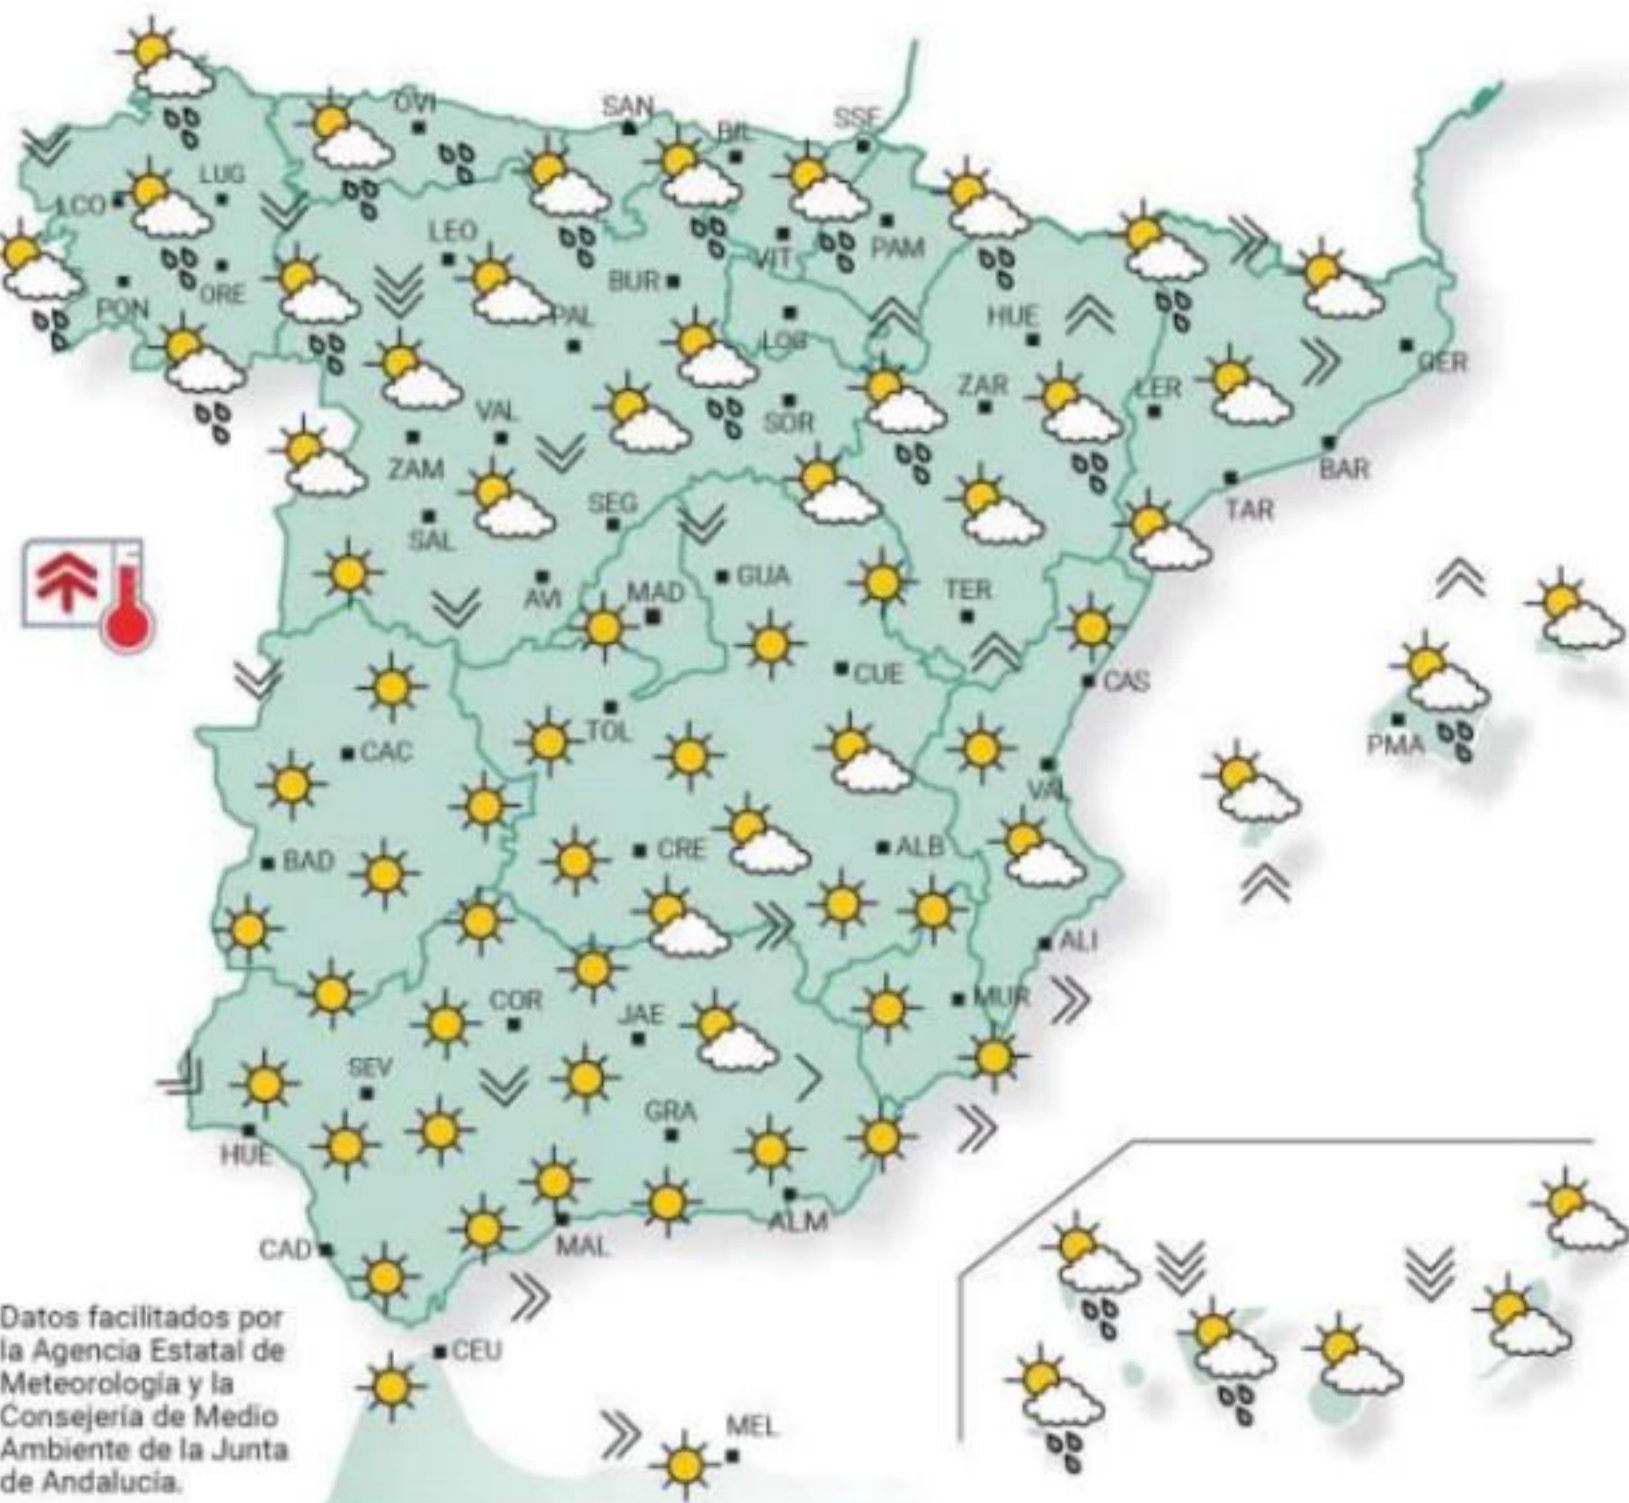 OVI
SAN
BIL
SSE
LUG
LCO
LEO
VIT
PAM
PON
ORE
BUR
PAL
LOG
HUE
GER
VAL
ZAM
SOR
ZAR
LER
BAR
TAR
SEG
SAL
AVI
MAD
GUA
TER
CUE
CAS
TOL
CAC
VAL
PMA
BAD
CRE
ALB
ALI
COR
JAE
MUR
SEV
GRA
HUE
ALM
CAD
MAL
CEU
MEL
Datos facilitados por
la Agencia Estatal de
Meteorología y la
Consejería de Medio
Ambiente de la Junta
de Andalucía.